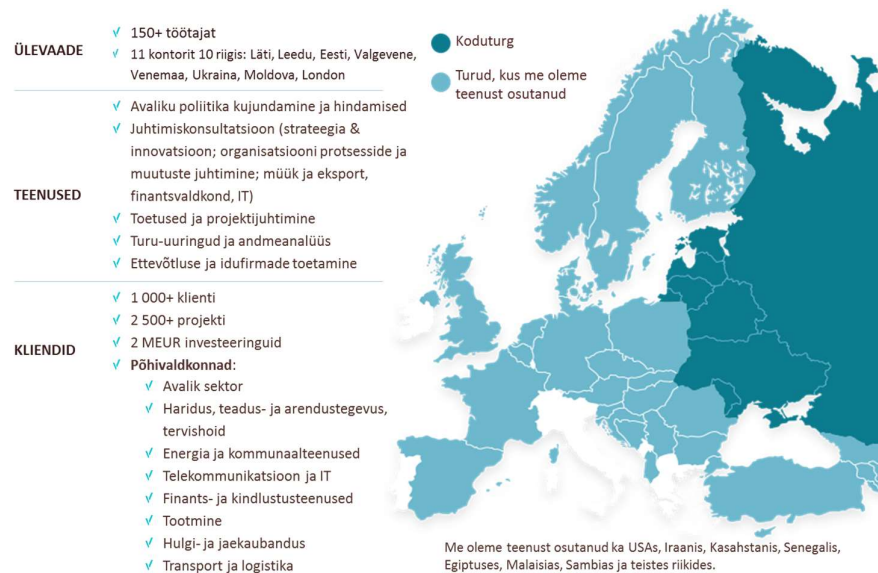 ÜLEVAADE
150+ töötajat
11 kontorit 10 riigis: Läti, Leedu, Eesti, Valgevene,
Venemaa, Ukraina, Moldova, London
TEENUSED
Avaliku poliitika kujundamine ja hindamised
Juhtimiskonsultatsioon (strateegia &
innovatsioon; organisatsiooni protsesside ja
muutuste juhtimine; müük ja eksport,
finantsvaldkond, IT)
Toetused ja projektijuhtimine
Turu-uuringud ja andmeanalüüs
Ettevõtluse ja idufirmade toetamine
KLIENDID
1 000+ klienti
2 500+ projekti
2 MEUR investeeringuid
Põhivaldkonnad:
Avalik sektor
Haridus, teadus- ja arendustegevus,
tervishoid
Energia ja kommunaalteenused
Telekommunikatsioon ja IT
Finants- ja kindlustusteenused
Tootmine
Hulgi- ja jaekaubandus
Transport ja logistika
Koduturg
Turud, kus me oleme
teenust osutanud
Me oleme teenust osutanud ka USAs, Iraanis, Kasahstanis, Senegalis,
Egiptuses, Malaisias, Sambias ja teistes riikides.